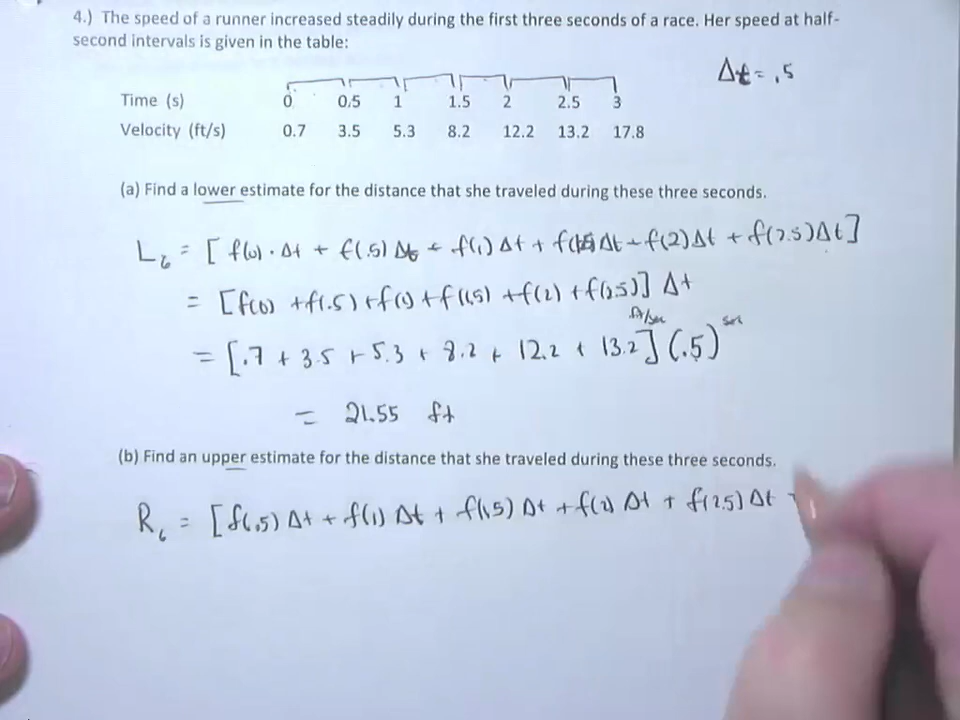 4.) The speed of a runner increased steadily during the first three seconds of a race. Her speed at half-
second intervals is given in the table:
Δt = .5
Time (s) 0 0.5 1 1.5 2 2.5 3
Velocity (ft/s) 0.7 3.5 5.3 8.2 12.2 13.2 17.8
(a) Find a lower estimate for the distance that she traveled during these three seconds.
L₆ = [f(0)·Δt + f(.5)Δt + f(1)Δt + f(1.5)Δt + f(2)Δt + f(2.5)Δt]
= [f(0) + f(.5) + f(1) + f(1.5) + f(2) + f(2.5)] Δt
= [.7 + 3.5 + 5.3 + 8.2 + 12.2 + 13.2] ft/sec (.5) sec
= 21.55 ft
(b) Find an upper estimate for the distance that she traveled during these three seconds.
R₆ = [f(.5)Δt + f(1)Δt + f(1.5)Δt + f(2)Δt + f(2.5)Δt +